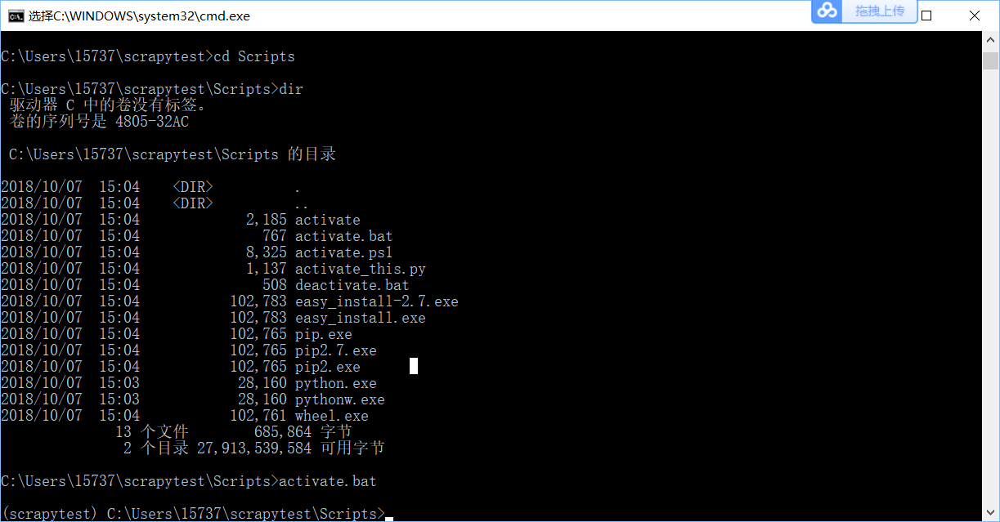 选择C:\WINDOWS\system32\cmd.exe
拖拽上传
C:\Users\15737\scrapytest>cd Scripts
C:\Users\15737\scrapytest\Scripts>dir
驱动器 C 中的卷没有标签。
卷的序列号是 4805-32AC
C:\Users\15737\scrapytest\Scripts 的目录
2018/10/07  15:04    <DIR>          .
2018/10/07  15:04    <DIR>          ..
2018/10/07  15:04             2,185 activate
2018/10/07  15:04               767 activate.bat
2018/10/07  15:04             8,325 activate.ps1
2018/10/07  15:04             1,137 activate_this.py
2018/10/07  15:04               508 deactivate.bat
2018/10/07  15:04           102,783 easy_install-2.7.exe
2018/10/07  15:04           102,783 easy_install.exe
2018/10/07  15:04           102,765 pip.exe
2018/10/07  15:04           102,765 pip2.7.exe
2018/10/07  15:04           102,765 pip2.exe
2018/10/07  15:03            28,160 python.exe
2018/10/07  15:03            28,160 pythonw.exe
2018/10/07  15:04           102,761 wheel.exe
13 个文件        685,864 字节
2 个目录 27,913,539,584 可用字节
C:\Users\15737\scrapytest\Scripts>activate.bat
(scrapytest) C:\Users\15737\scrapytest\Scripts>